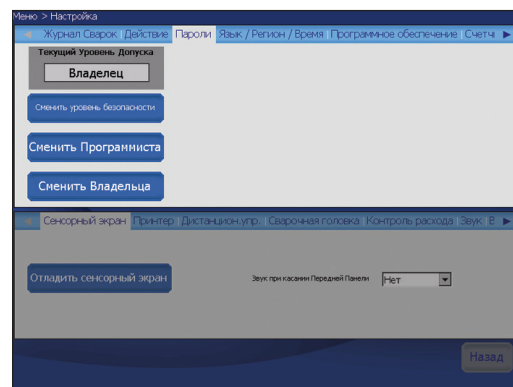 Меню > Настройка
Журнал Сварок Действие Пароли Язык / Регион / Время Программное обеспечение Счетч
Текущий Уровень Допуска
Владелец
Сменить уровень безопасности
Сменить Программиста
Сменить Владельца
Сенсорный экран Принтер Дистанцион.упр. Сварочная головка Контроль расхода Звук В
Отладить сенсорный экран
Звук при касании Передней Панели Нет
Назад